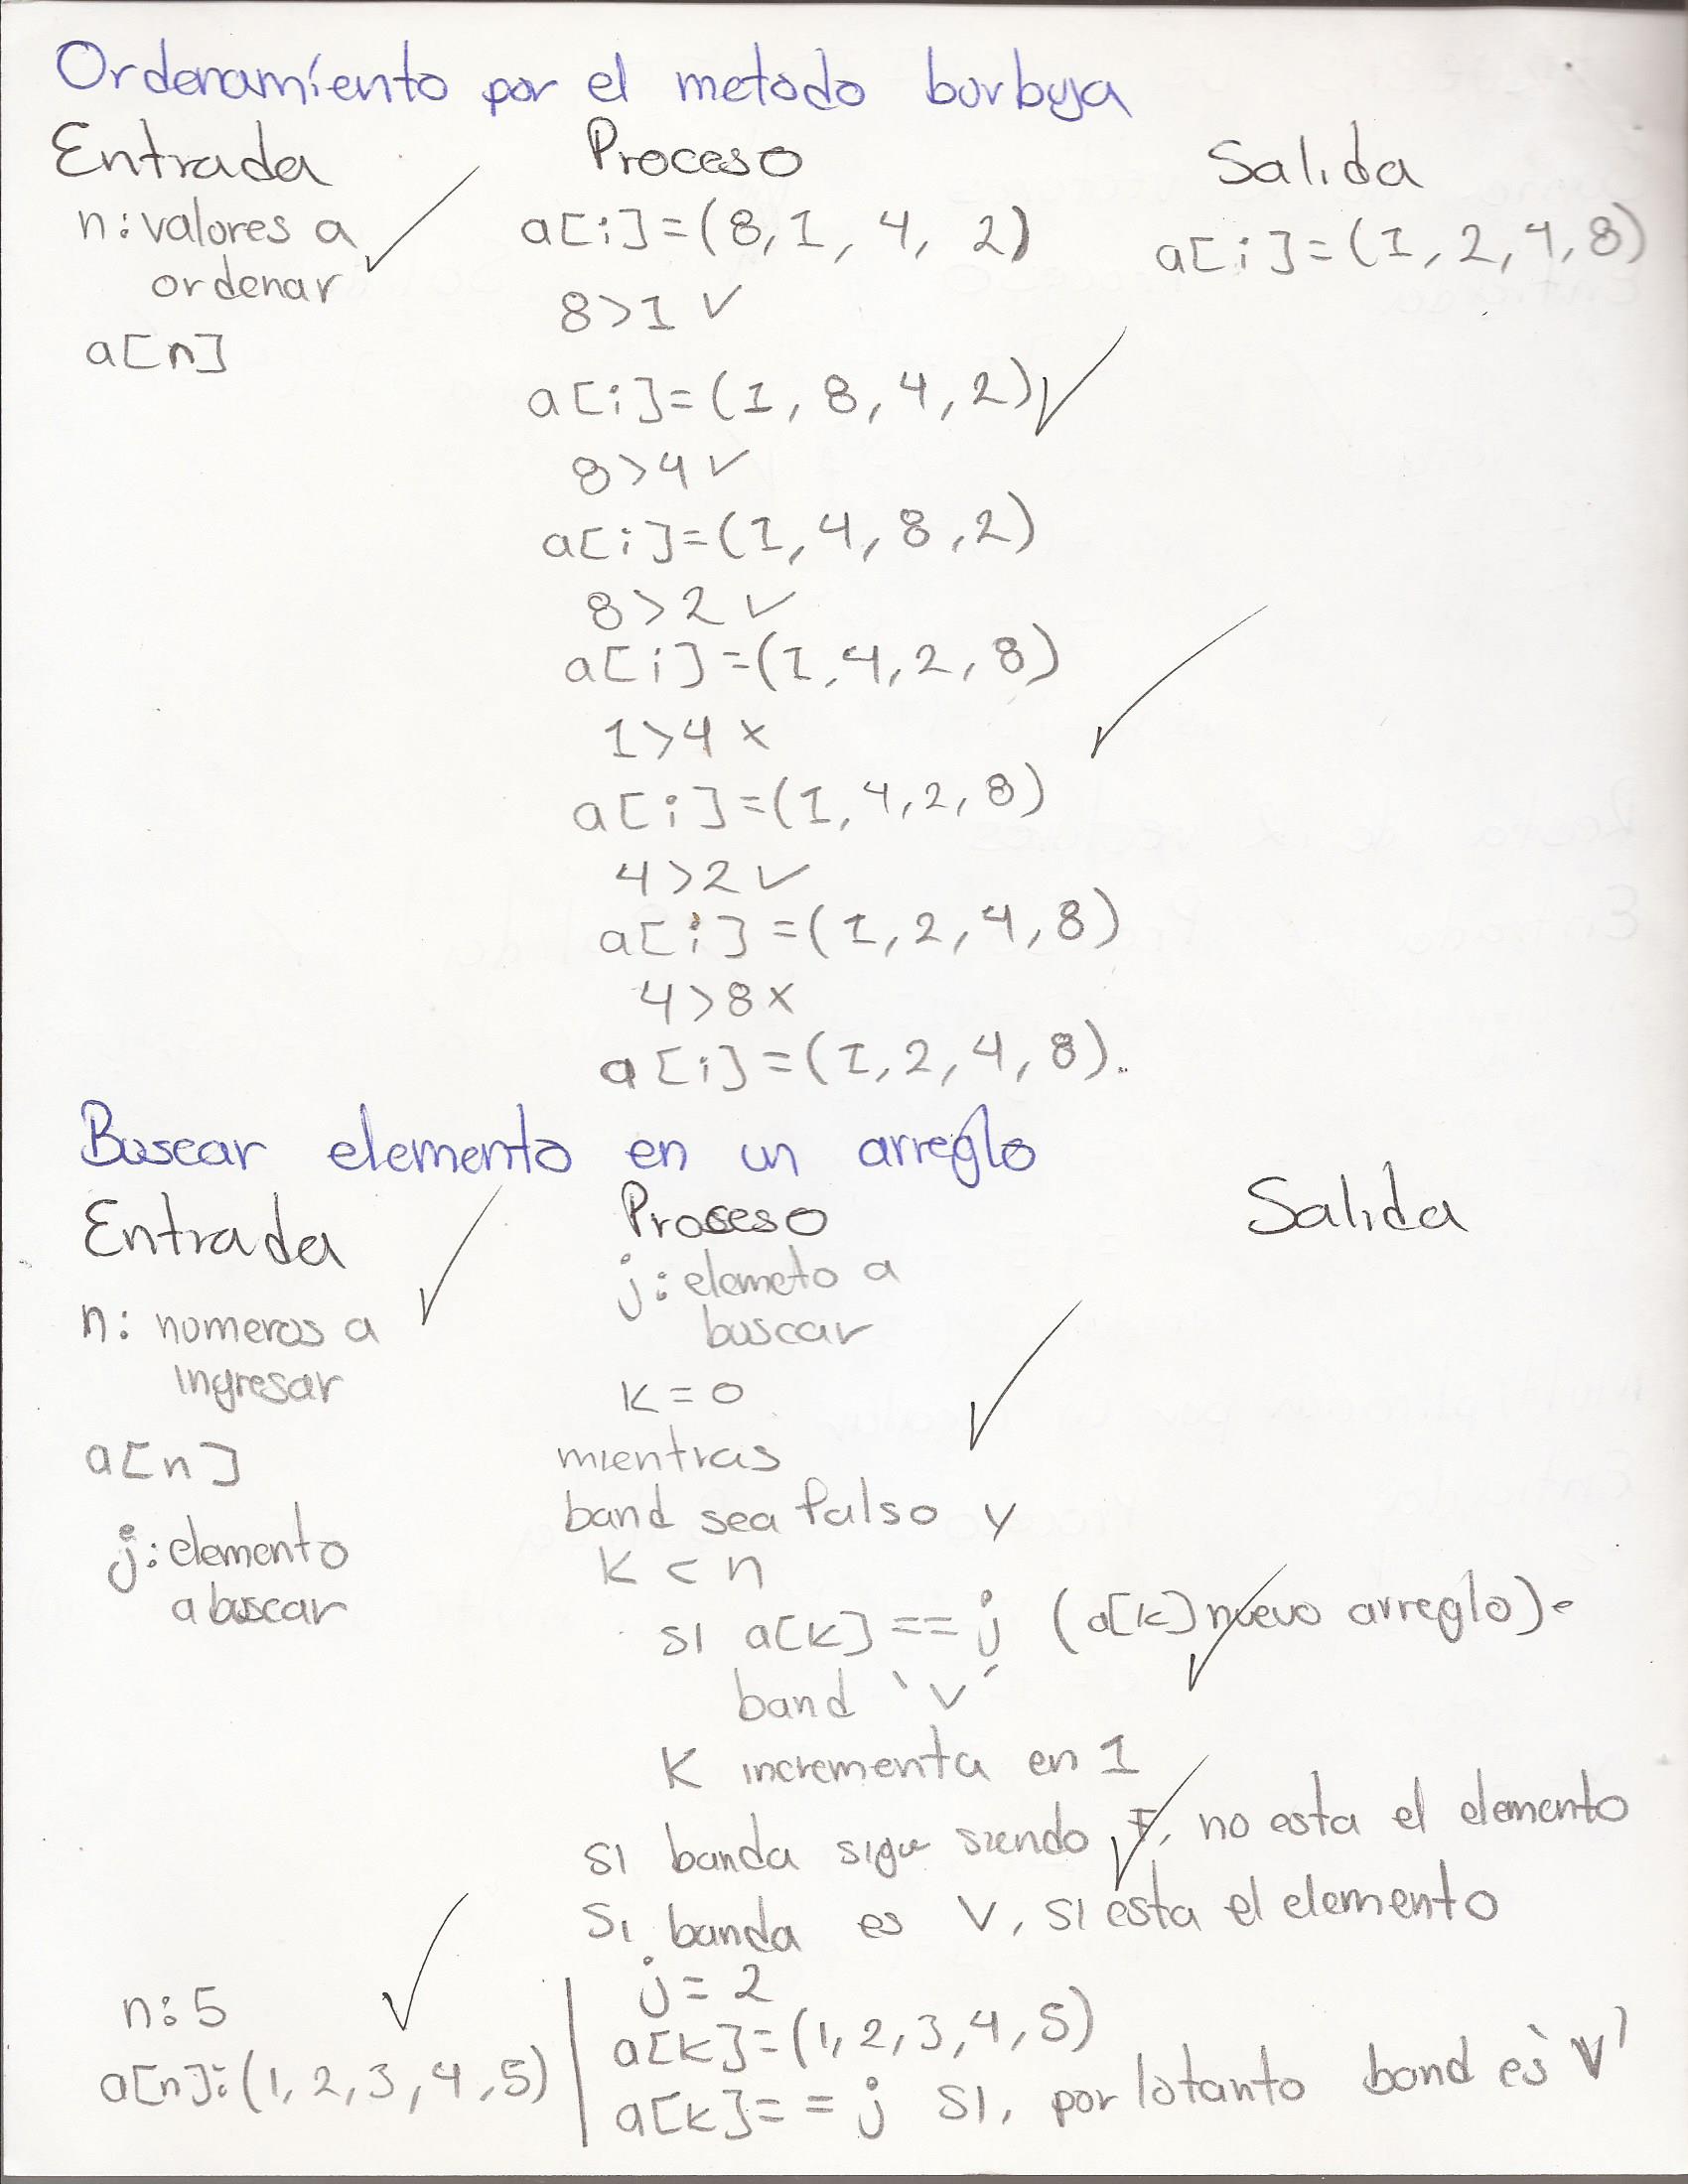 Ordenamiento por el metodo burbuja
Entrada Proceso Salida
n: valores a ordenar
a[n]
a[i]=(8,1, 4, 2)
8>1 ✓
a[i]=(1, 8, 4, 2)
8>4 ✓
a[i]=(1, 4, 8, 2)
8>2 ✓
a[i]=(1, 4, 2, 8)
1>4 x
a[i]=(1, 4, 2, 8)
4>2 ✓
a[i]=(1, 2, 4, 8)
4>8 x
a[i]=(1, 2, 4, 8).
a[i]=(1, 2, 4, 8)
Buscar elemento en un arreglo
Entrada Proceso Salida
n: numeros a
ingresar
a[n]
j: elemento
a buscar
j: elemeto a
buscar
k=0
mientras
band sea falso y
k < n
si a[k]==j (a[k] nuevo arreglo)
band 'v'
k incrementa en 1
si banda sigue siendo F, no esta el elemento
Si banda es V, si esta el elemento
n: 5
a[n]: (1, 2, 3, 4, 5)
j= 2
a[k]=(1, 2, 3, 4, 5)
a[k]==j si, por lo tanto band es 'V'